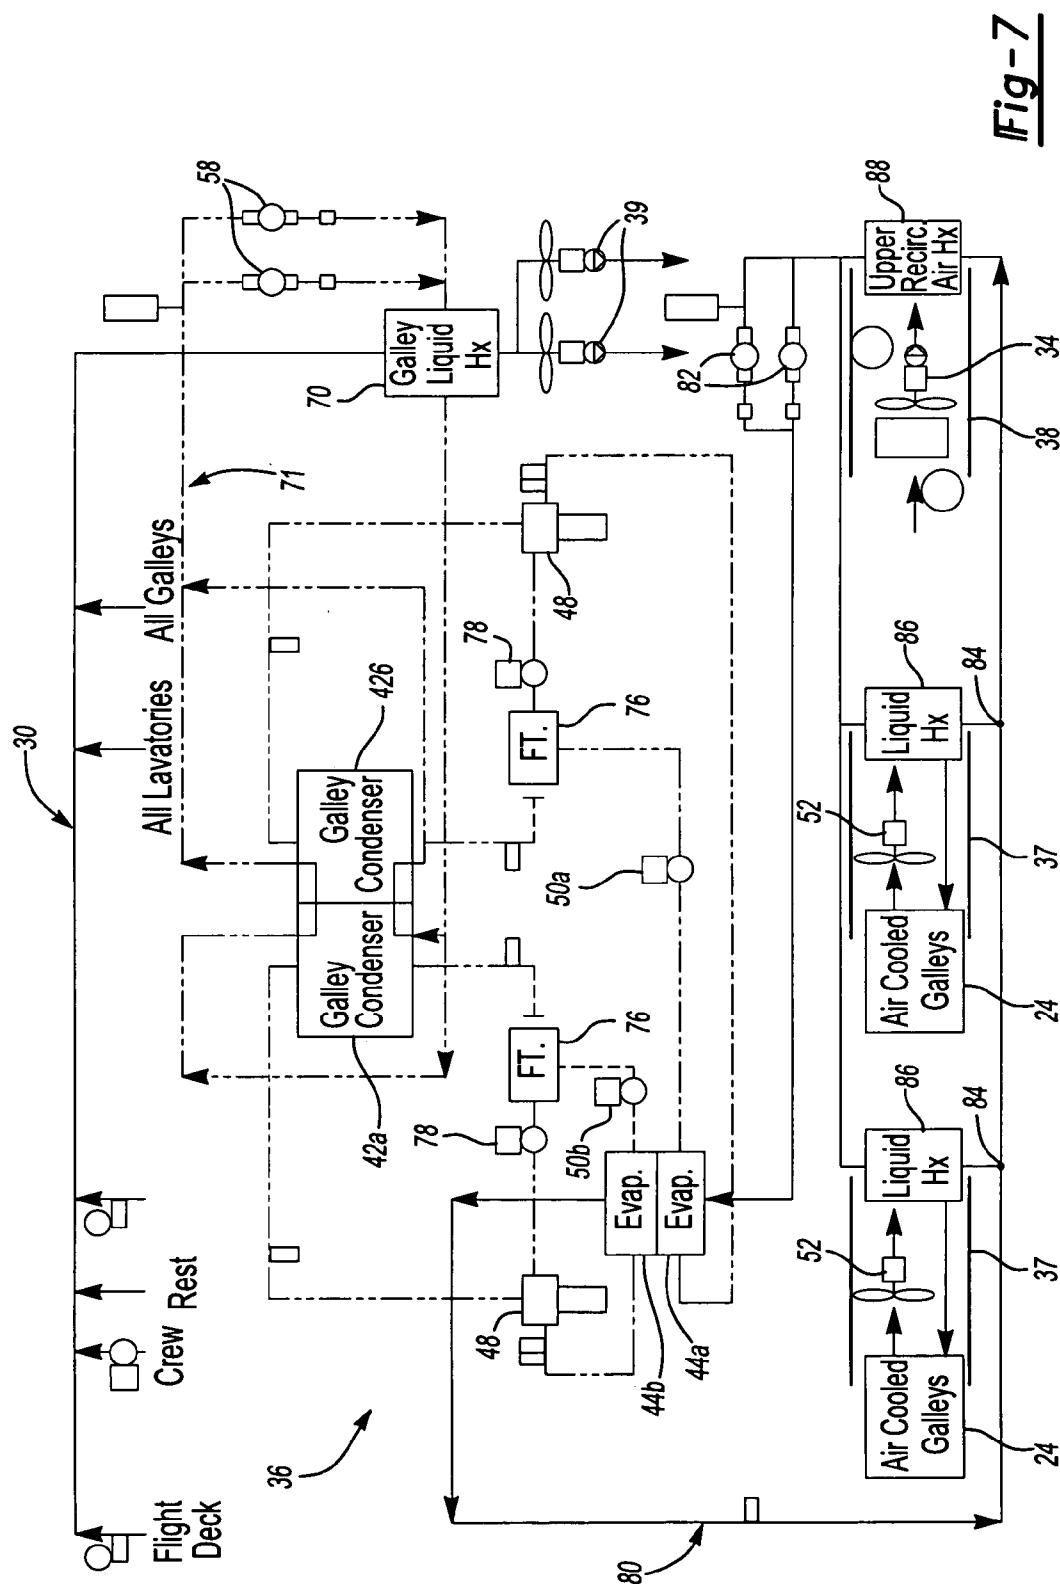 30
Flight
Deck
Crew Rest
All Lavatories
All Galleys
71
58
36
42a
Galley
Condenser
Galley
Condenser
426
70
Galley
Liquid
Hx
39
48
78
FT.
76
50b
FT.
76
78
48
50a
Evap.
Evap.
44b
44a
82
80
Air Cooled
Galleys
24
52
Liquid
Hx
86
84
37
Air Cooled
Galleys
24
52
Liquid
Hx
86
84
37
38
34
Upper
Recirc.
Air Hx
88
Fig-7